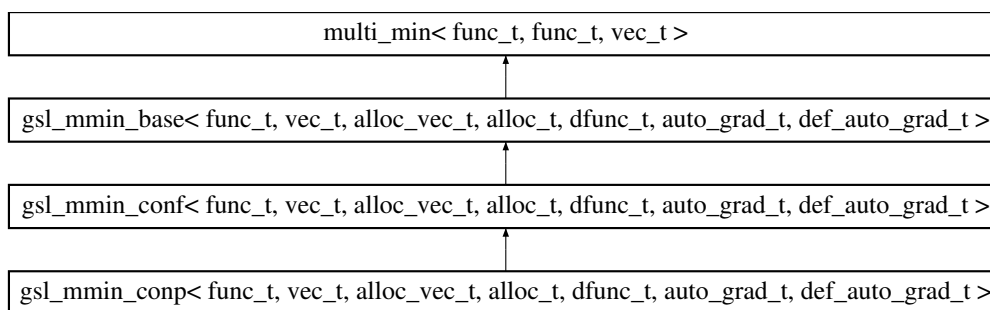 multi_min< func_t, func_t, vec_t >
gsl_mmin_base< func_t, vec_t, alloc_vec_t, alloc_t, dfunc_t, auto_grad_t, def_auto_grad_t >
gsl_mmin_conf< func_t, vec_t, alloc_vec_t, alloc_t, dfunc_t, auto_grad_t, def_auto_grad_t >
gsl_mmin_conp< func_t, vec_t, alloc_vec_t, alloc_t, dfunc_t, auto_grad_t, def_auto_grad_t >